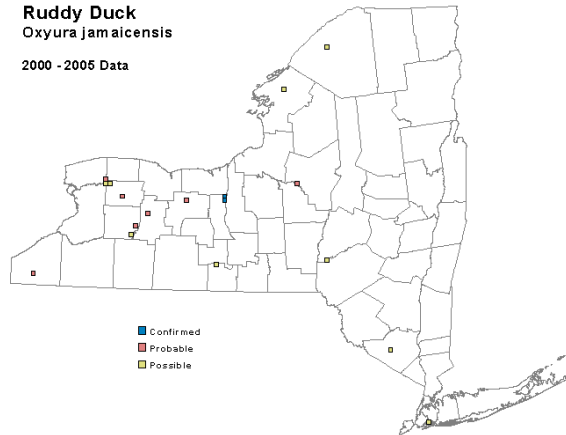 Ruddy Duck
Oxyura jamaicensis
2000 - 2005 Data
Confirmed
Probable
Possible